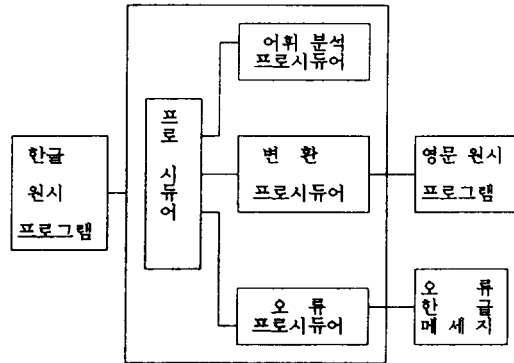 한글
원시
프로그램
프
로
시
듀
어
어휘 분석
프로시듀어
변 환
프로시듀어
오 류
프로시듀어
영문 원시
프로그램
오 류
한 글
메 세 지